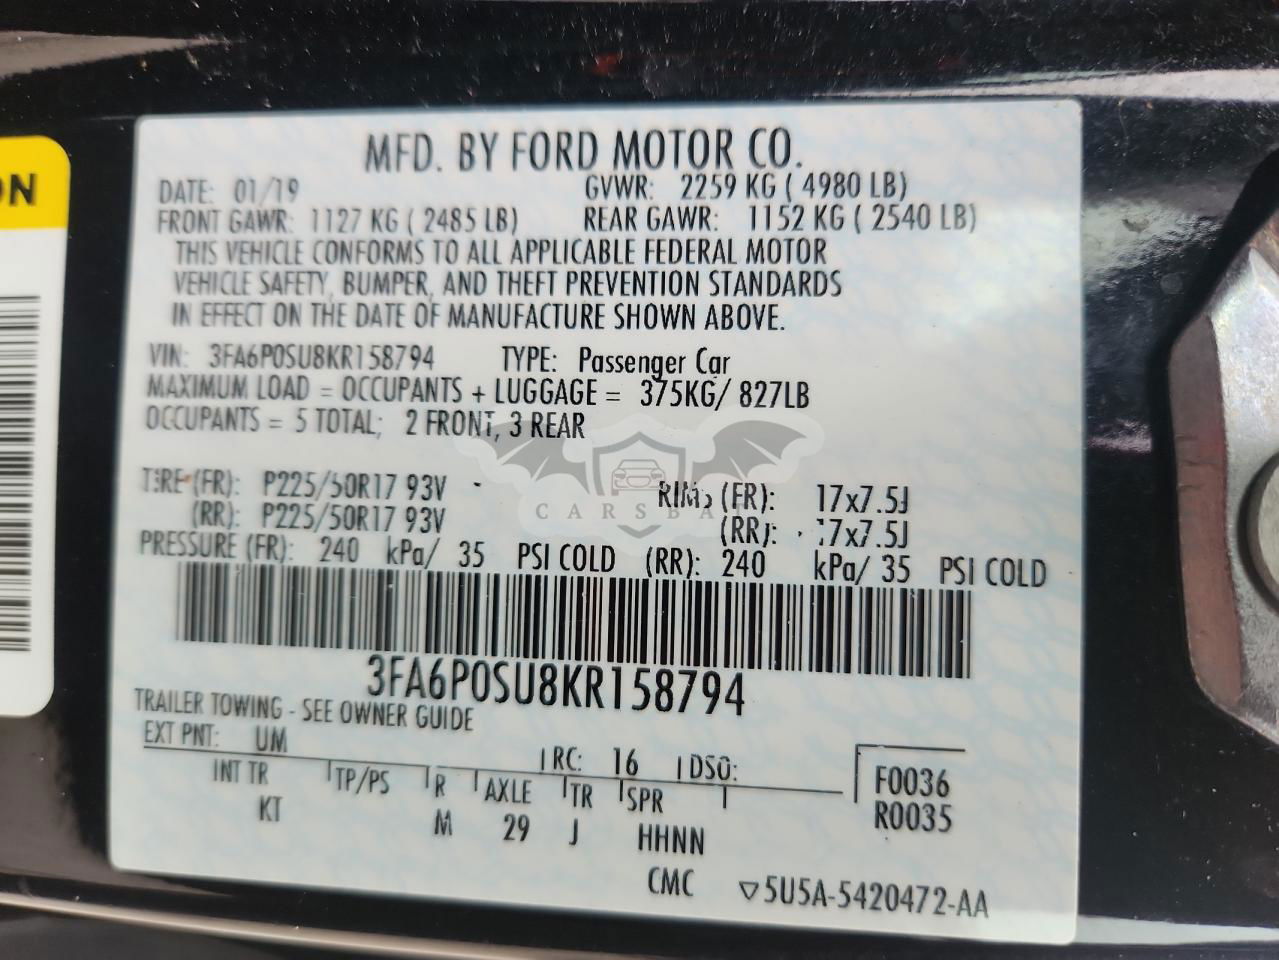 ON
MFD. BY FORD MOTOR CO.
DATE: 01/19 GVWR: 2259 KG ( 4980 LB)
FRONT GAWR: 1127 KG ( 2485 LB) REAR GAWR: 1152 KG ( 2540 LB)
THIS VEHICLE CONFORMS TO ALL APPLICABLE FEDERAL MOTOR
VEHICLE SAFETY, BUMPER, AND THEFT PREVENTION STANDARDS
IN EFFECT ON THE DATE OF MANUFACTURE SHOWN ABOVE.
VIN: 3FA6P0SU8KR158794 TYPE: Passenger Car
MAXIMUM LOAD = OCCUPANTS + LUGGAGE = 375KG/ 827LB
OCCUPANTS = 5 TOTAL; 2 FRONT, 3 REAR
TIRE (FR): P225/50R17 93V RIMS (FR): 17x7.5J
(RR): P225/50R17 93V (RR): 17x7.5J
CARSBAT
PRESSURE (FR): 240 kPa/ 35 PSI COLD (RR): 240 kPa/ 35 PSI COLD
3FA6P0SU8KR158794
TRAILER TOWING - SEE OWNER GUIDE
EXT PNT: UM RC: 16 DSO:
INT TR TP/PS R AXLE TR SPR F0036
KT M 29 J HHNN R0035
CMC ▽5U5A-5420472-AA